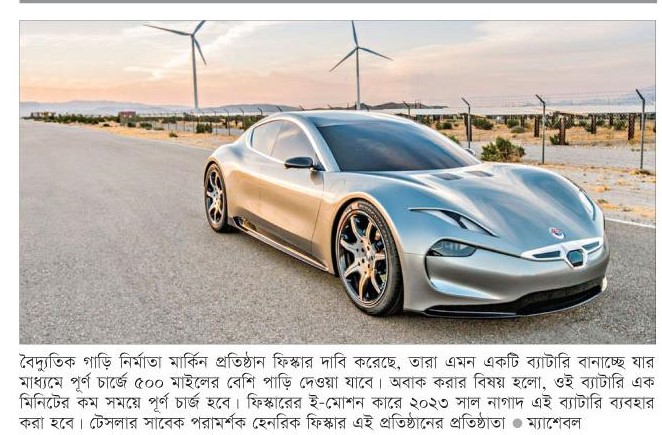 বৈদ্যুতিক গাড়ি নির্মাতা মার্কিন প্রতিষ্ঠান ফিস্কার দাবি করেছে, তারা এমন একটি ব্যাটারি বানাচ্ছে যার
মাধ্যমে পূর্ণ চার্জে ৫০০ মাইলের বেশি পাড়ি দেওয়া যাবে। অবাক করার বিষয় হলো, ওই ব্যাটারি এক
মিনিটের কম সময়ে পূর্ণ চার্জ হবে। ফিস্কারের ই-মোশন কারে ২০২৩ সাল নাগাদ এই ব্যাটারি ব্যবহার
করা হবে। টেসলার সাবেক পরামর্শক হেনরিক ফিস্কার এই প্রতিষ্ঠানের প্রতিষ্ঠাতা ● ম্যাশেবল